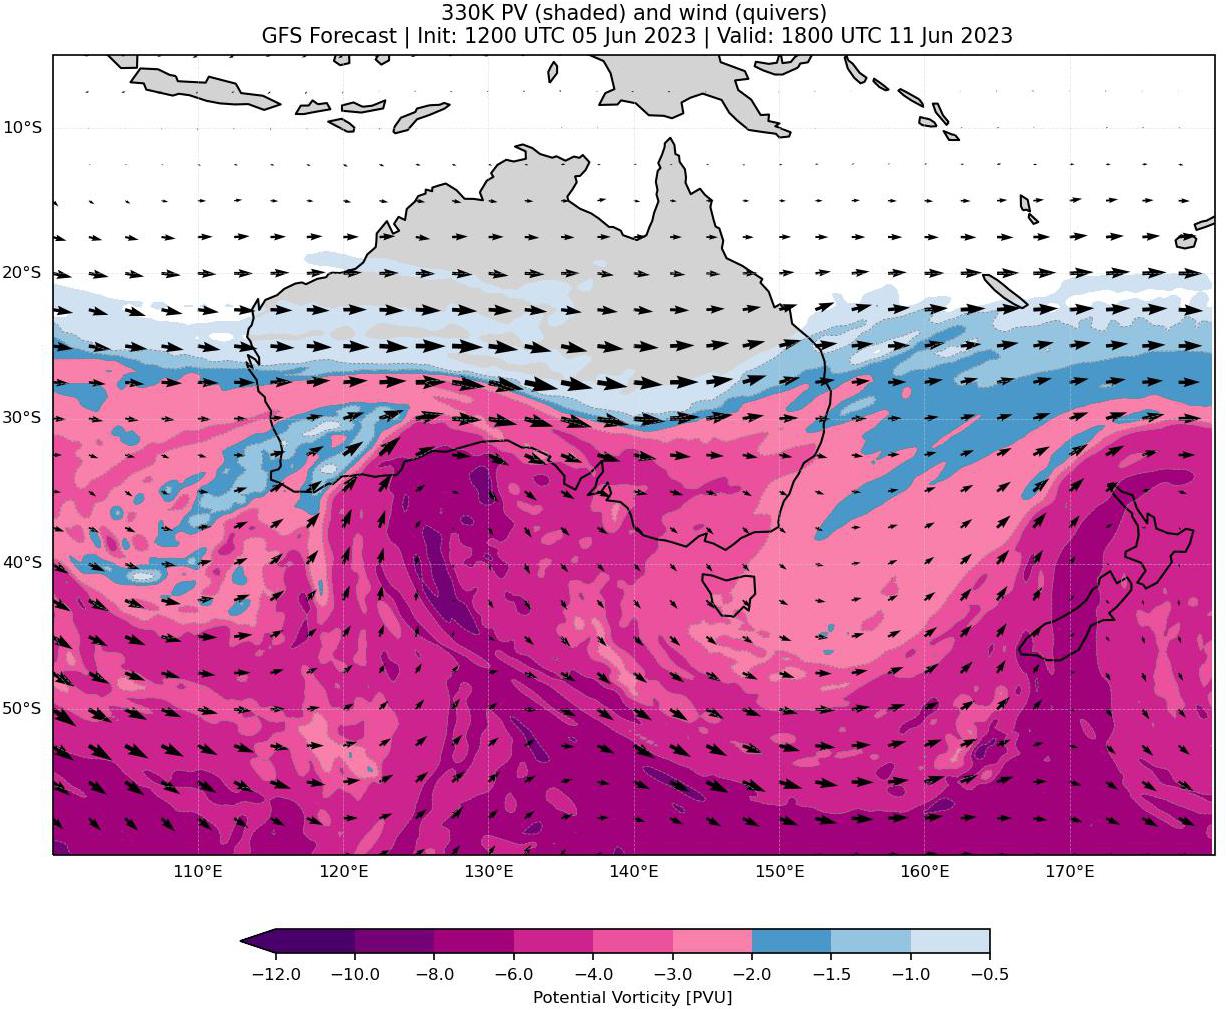 330K PV (shaded) and wind (quivers)
GFS Forecast | Init: 1200 UTC 05 Jun 2023 | Valid: 1800 UTC 11 Jun 2023
10°S
20°S
30°S
40°S
50°S
110°E 120°E 130°E 140°E 150°E 160°E 170°E
−12.0 −10.0 −8.0 −6.0 −4.0 −3.0 −2.0 −1.5 −1.0 −0.5
Potential Vorticity [PVU]